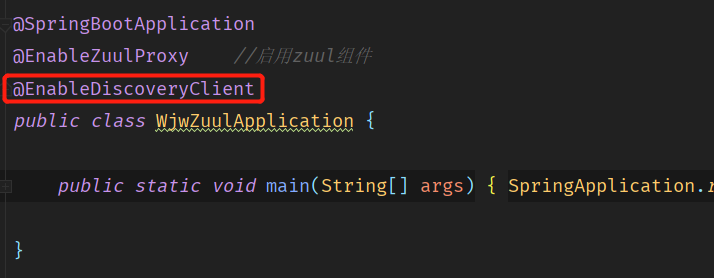 @SpringBootApplication
@EnableZuulProxy //启用zuul组件
@EnableDiscoveryClient
public class WjwZuulApplication {
public static void main(String[] args) { SpringApplication.r
}